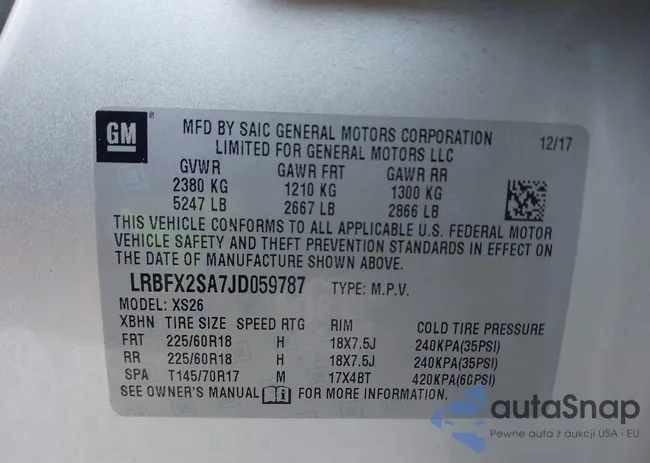 GM
MFD BY SAIC GENERAL MOTORS CORPORATION 12/17
LIMITED FOR GENERAL MOTORS LLC
GVWR GAWR FRT GAWR RR
2380 KG 1210 KG 1300 KG
5247 LB 2667 LB 2866 LB
THIS VEHICLE CONFORMS TO ALL APPLICABLE U.S. FEDERAL MOTOR
VEHICLE SAFETY AND THEFT PREVENTION STANDARDS IN EFFECT ON
THE DATE OF MANUFACTURE SHOWN ABOVE.
LRBFX2SA7JD059787 TYPE: M.P.V.
MODEL: XS26
XBHN TIRE SIZE SPEED RTG RIM COLD TIRE PRESSURE
FRT 225/60R18 H 18X7.5J 240KPA(35PSI)
RR 225/60R18 H 18X7.5J 240KPA(35PSI)
SPA T145/70R17 M 17X4BT 420KPA(60PSI)
SEE OWNER'S MANUAL FOR MORE INFORMATION.
autaSnap
Pewne auta z aukcji USA i EU